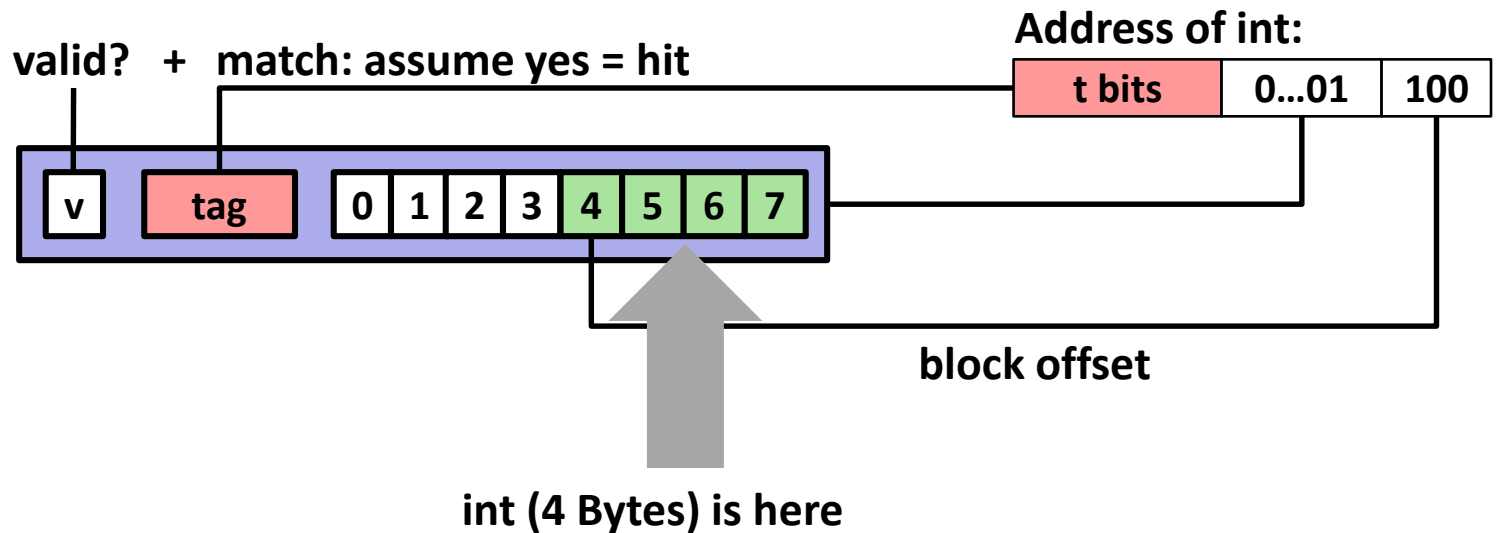 Address of int:
valid? + match: assume yes = hit
t bits 0...01 100
v tag 0 1 2 3 4 5 6 7
block offset
int (4 Bytes) is here